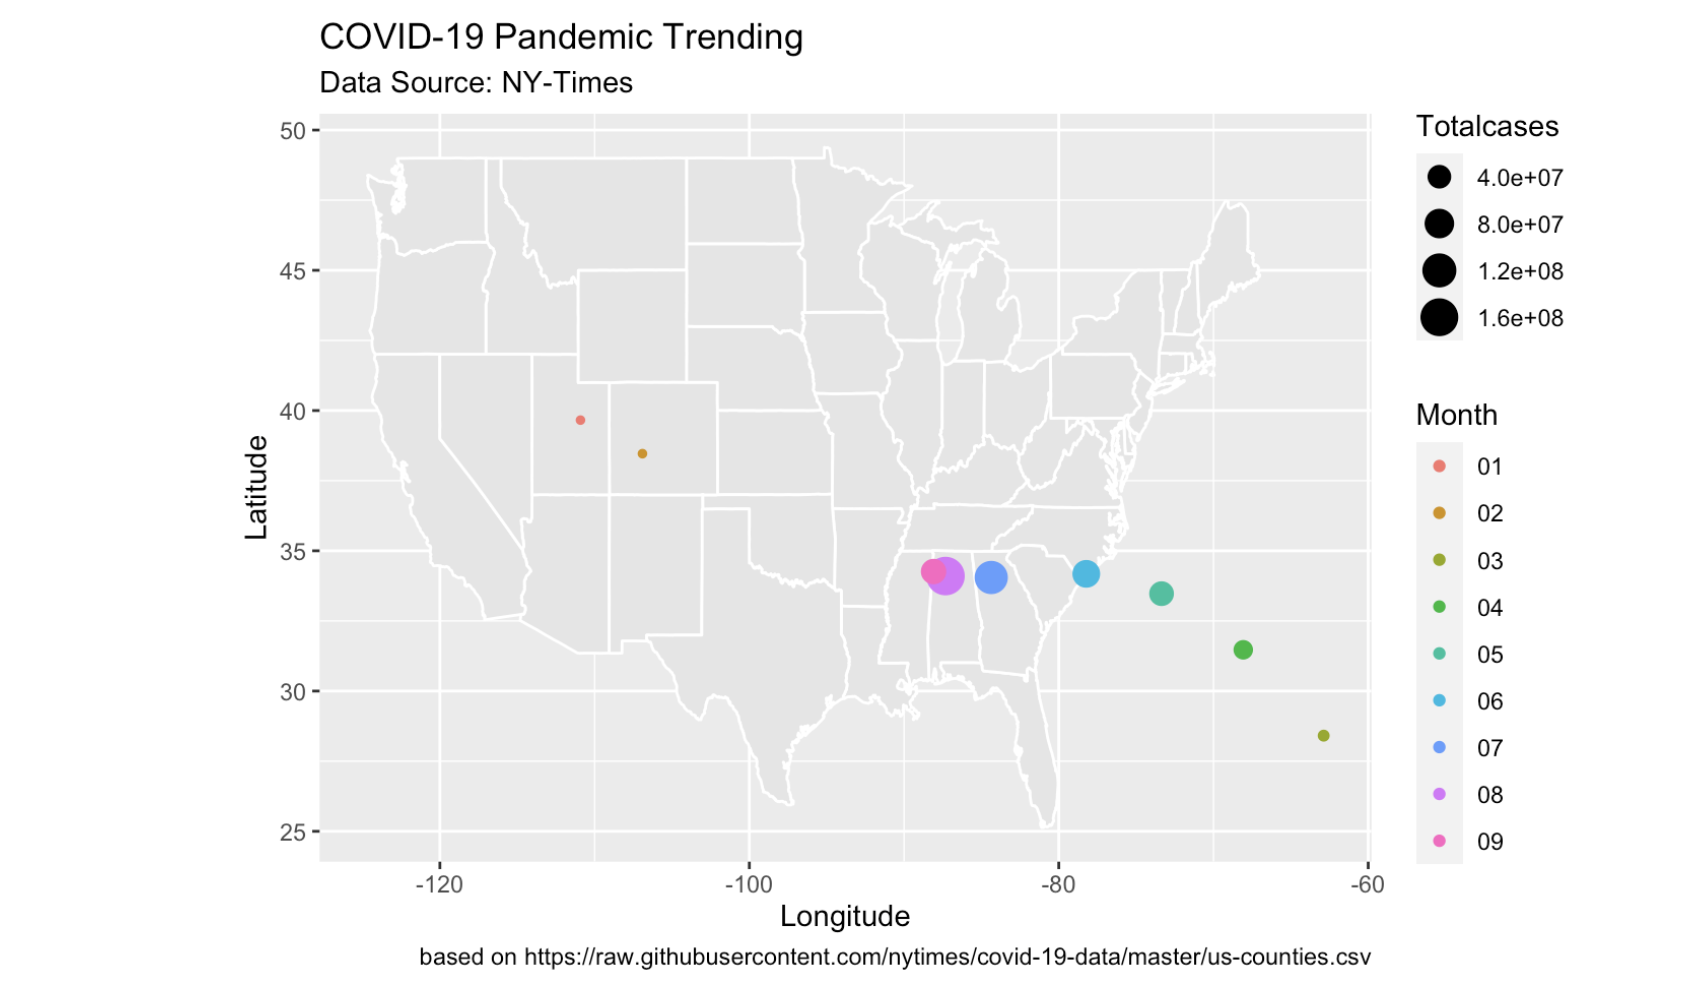 COVID-19 Pandemic Trending
Data Source: NY-Times
50
45
40
35
30
25
Latitude
-120
-100
-80
-60
Longitude
based on https://raw.githubusercontent.com/nytimes/covid-19-data/master/us-counties.csv
Totalcases
4.0e+07
8.0e+07
1.2e+08
1.6e+08
Month
01
02
03
04
05
06
07
08
09